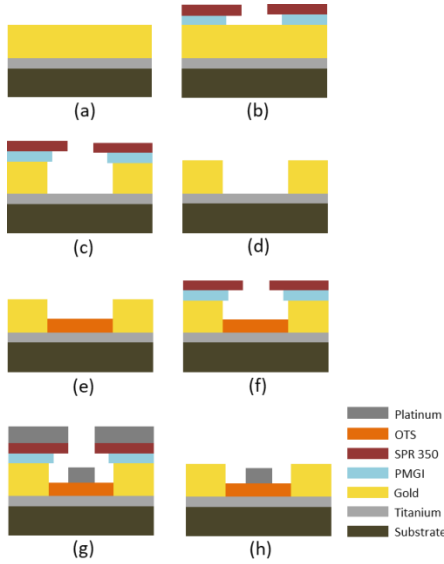 (a)
(b)
(c)
(d)
(e)
(f)
(g)
(h)
Platinum
OTS
SPR 350
PMGI
Gold
Titanium
Substrate